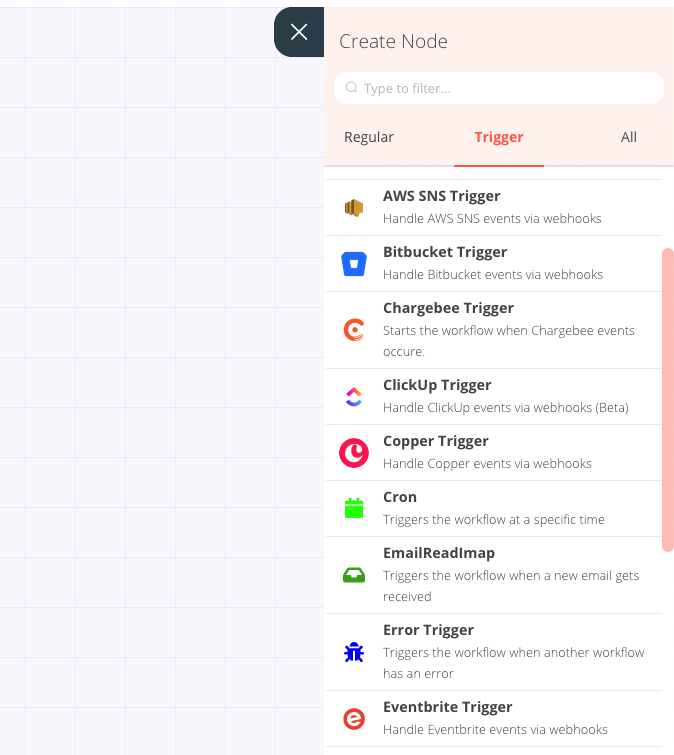 Create Node
Type to filter...
Regular
Trigger
All
AWS SNS Trigger
Handle AWS SNS events via webhooks
Bitbucket Trigger
Handle Bitbucket events via webhooks
Chargebee Trigger
Starts the workflow when Chargebee events
occure.
ClickUp Trigger
Handle ClickUp events via webhooks (Beta)
Copper Trigger
Handle Copper events via webhooks
Cron
Triggers the workflow at a specific time
EmailReadImap
Triggers the workflow when a new email gets
received
Error Trigger
Triggers the workflow when another workflow
has an error
Eventbrite Trigger
Handle Eventbrite events via webhooks